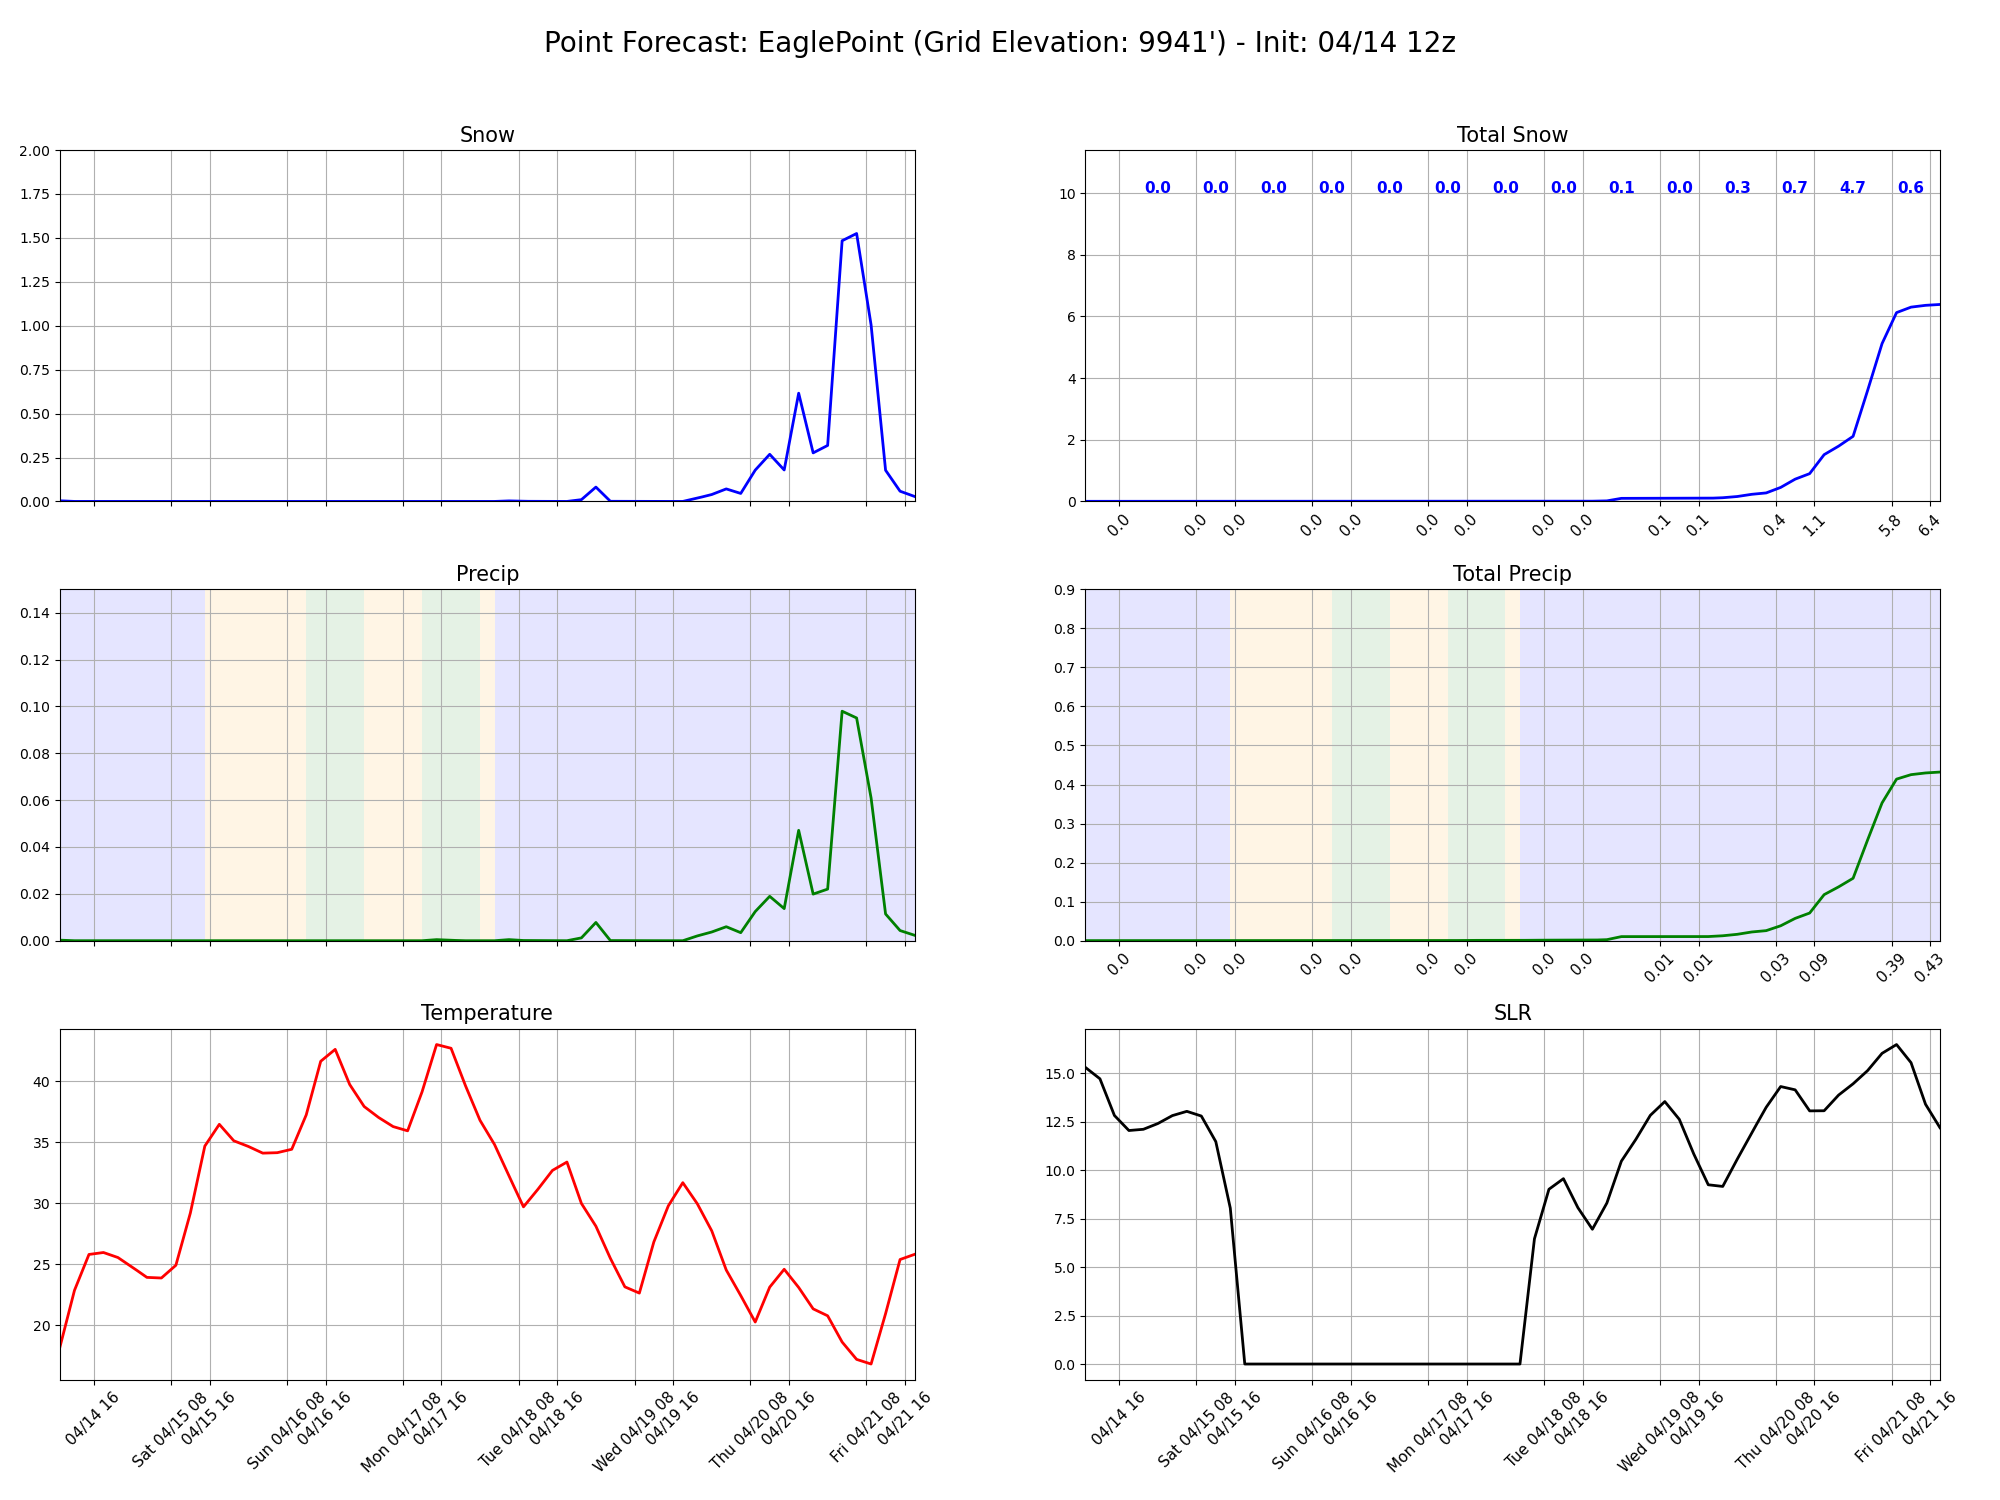 Point Forecast: EaglePoint (Grid Elevation: 9941') - Init: 04/14 12z
Snow
2.00
1.75
1.50
1.25
1.00
0.75
0.50
0.25
0.00
Total Snow
0.0 0.0 0.0 0.0 0.0 0.0 0.0 0.0 0.1 0.0 0.3 0.7 4.7 0.6
10
8
6
4
2
0
0.0 0.0 0.0 0.0 0.0 0.0 0.0 0.0 0.0 0.1 0.1 0.4 1.1 5.8 6.4
Precip
0.14
0.12
0.10
0.08
0.06
0.04
0.02
0.00
Total Precip
0.9
0.8
0.7
0.6
0.5
0.4
0.3
0.2
0.1
0.0
0.0 0.0 0.0 0.0 0.0 0.0 0.0 0.0 0.0 0.01 0.01 0.03 0.09 0.39 0.43
Temperature
40
35
30
25
20
04/14 16
Sat 04/15 08
04/15 16
Sun 04/16 08
04/16 16
Mon 04/17 08
04/17 16
Tue 04/18 08
04/18 16
Wed 04/19 08
04/19 16
Thu 04/20 08
04/20 16
Fri 04/21 08
04/21 16
SLR
15.0
12.5
10.0
7.5
5.0
2.5
0.0
04/14 16
Sat 04/15 08
04/15 16
Sun 04/16 08
04/16 16
Mon 04/17 08
04/17 16
Tue 04/18 08
04/18 16
Wed 04/19 08
04/19 16
Thu 04/20 08
04/20 16
Fri 04/21 08
04/21 16